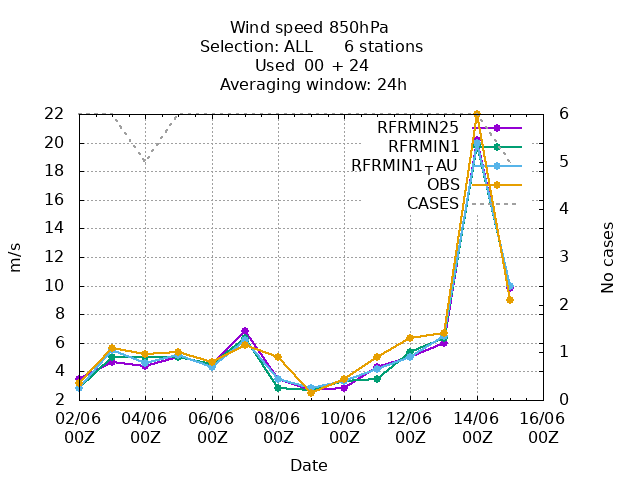 Wind speed 850hPa
Selection: ALL 6 stations
Used 00 + 24
Averaging window: 24h
RFRMIN25
RFRMIN1
RFRMIN1_TAU
OBS
CASES
22
20
18
16
14
12
10
8
6
4
2
m/s
6
5
4
3
2
1
0
No cases
02/06 04/06 06/06 08/06 10/06 12/06 14/06 16/06
00Z 00Z 00Z 00Z 00Z 00Z 00Z 00Z
Date